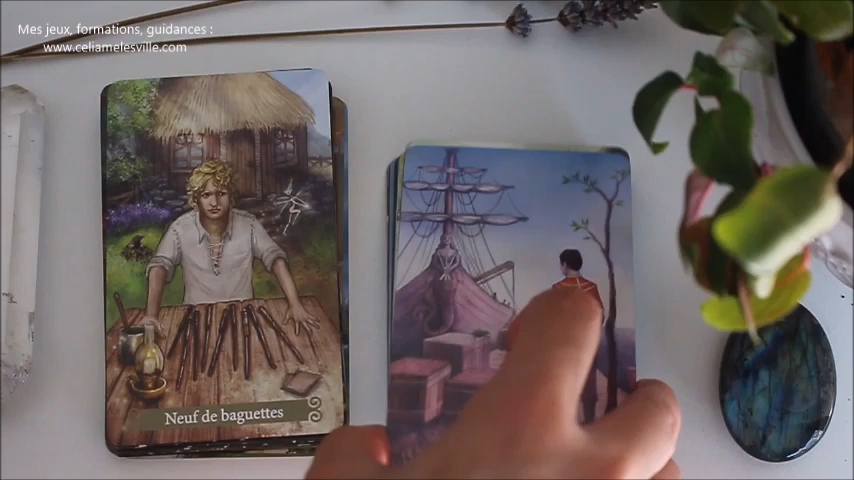 Mes jeux, formations, guidances :
www.celiamelesville.com
Neuf de baguettes